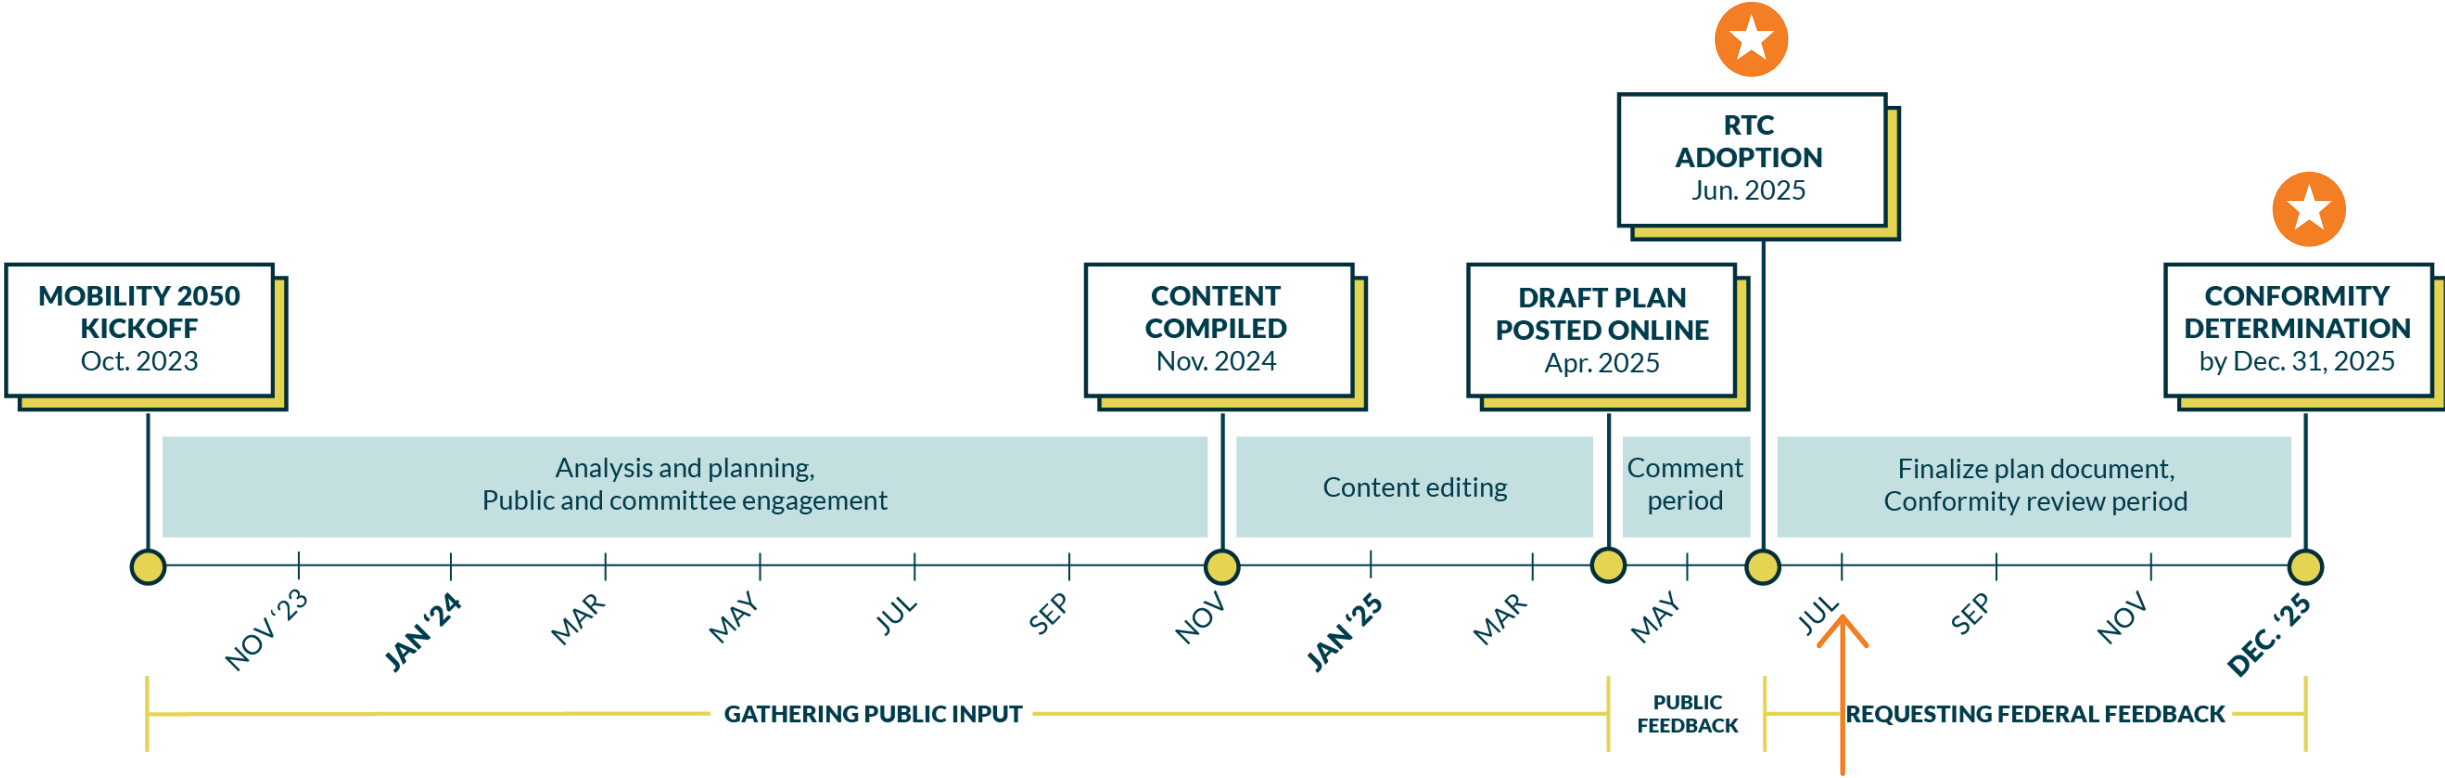 RTC
ADOPTION
Jun. 2025
MOBILITY 2050
KICKOFF
Oct. 2023
CONTENT
COMPILED
Nov. 2024
DRAFT PLAN
POSTED ONLINE
Apr. 2025
CONFORMITY
DETERMINATION
by Dec. 31, 2025
Analysis and planning,
Public and committee engagement
Content editing
Comment
period
Finalize plan document,
Conformity review period
NOV ‘23
JAN ‘24
MAR
MAY
JUL
SEP
NOV
JAN ‘25
MAR
MAY
JUL
SEP
NOV
DEC. ‘25
GATHERING PUBLIC INPUT
PUBLIC
FEEDBACK
REQUESTING FEDERAL FEEDBACK